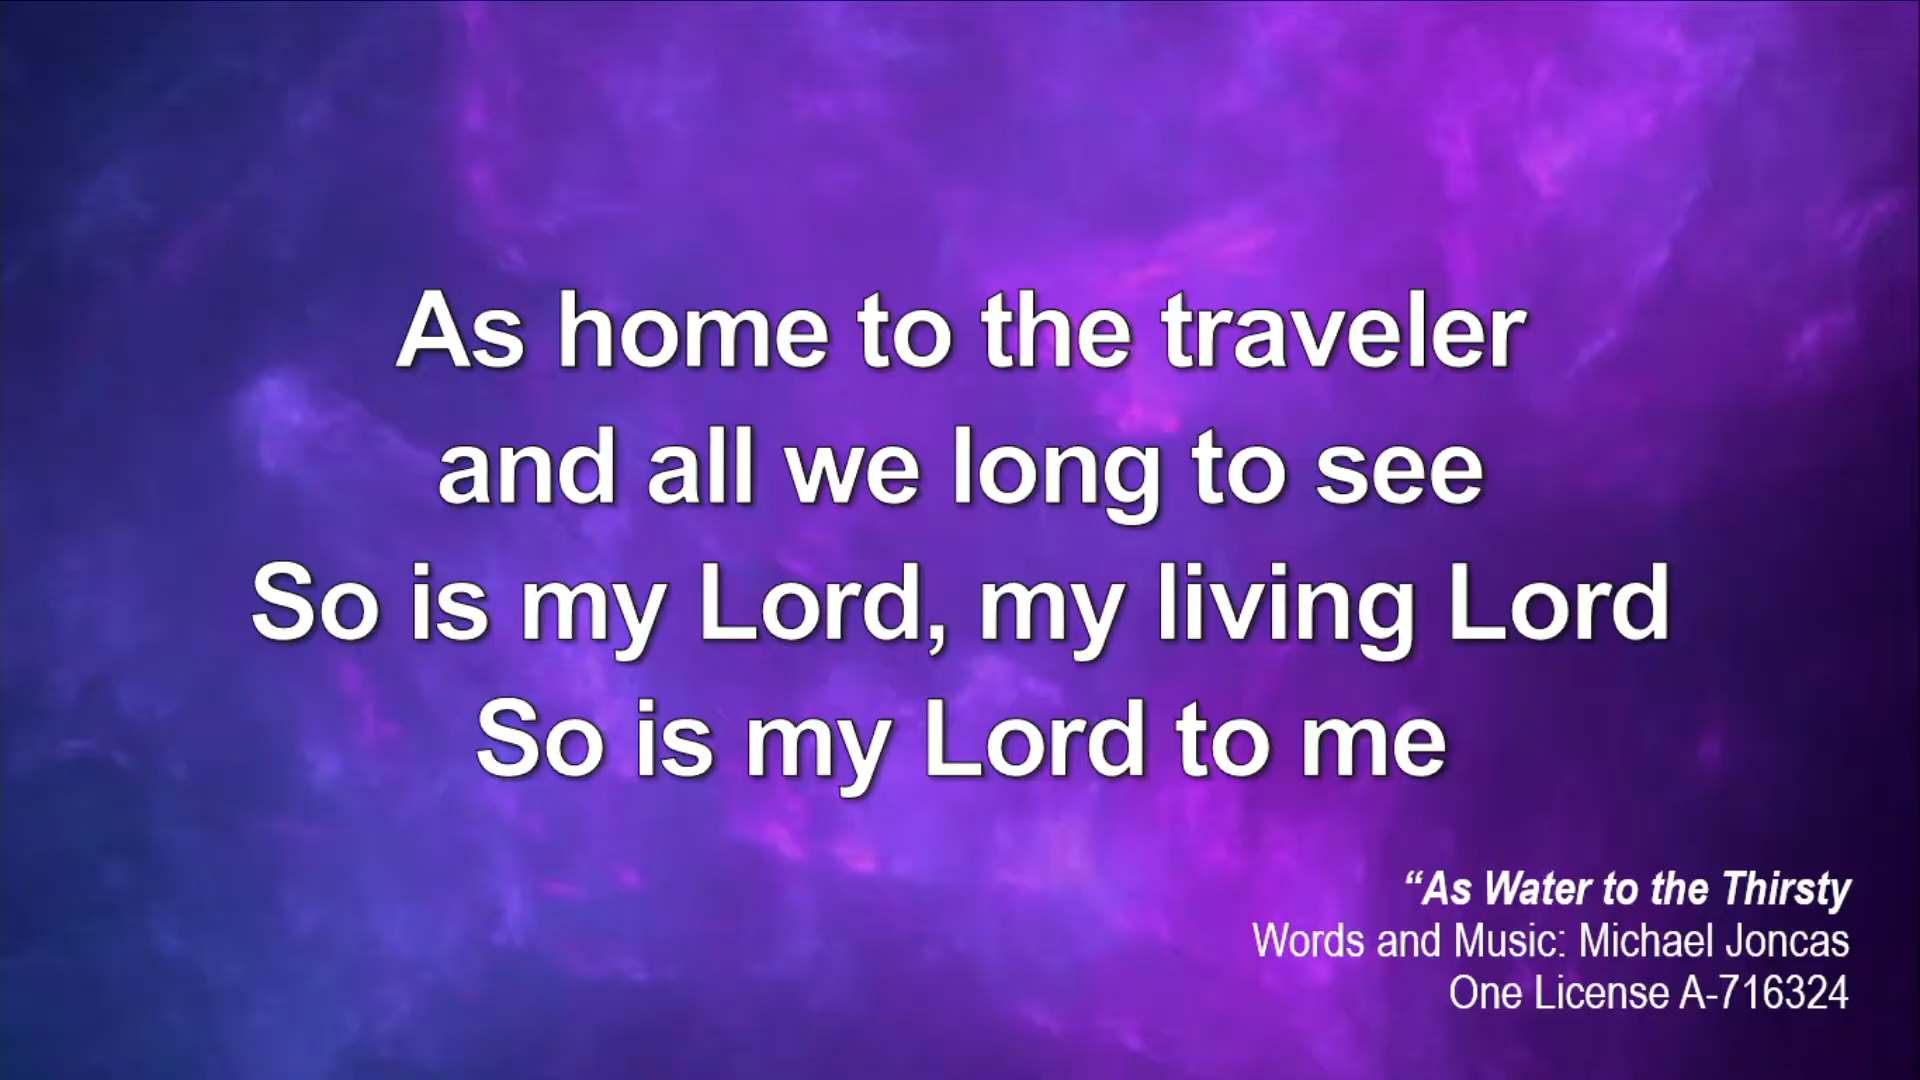 As home to the traveler
and all we long to see
So is my Lord, my living Lord
So is my Lord to me
“As Water to the Thirsty
Words and Music: Michael Joncas
One License A-716324